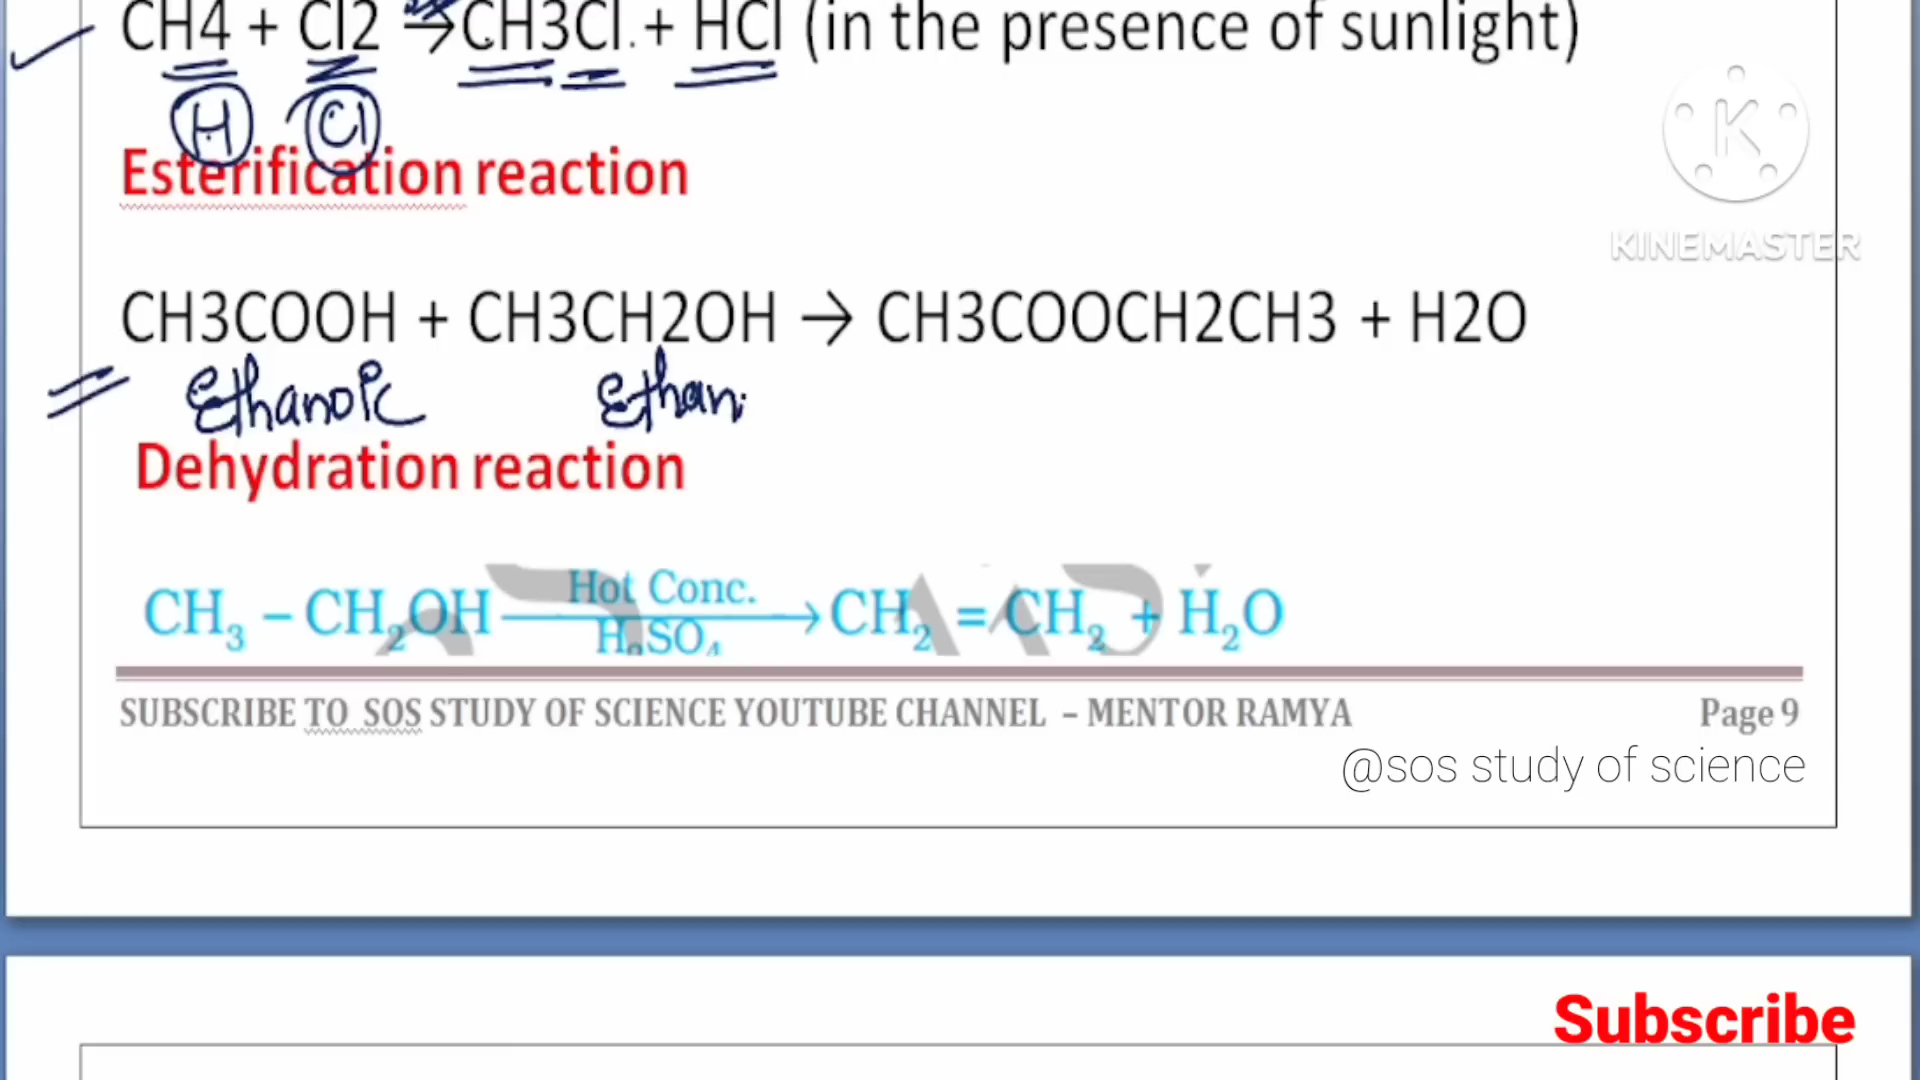 CH4 + Cl2 → CH3Cl + HCl (in the presence of sunlight)
H Cl
K
KINEMASTER
Esterification reaction
CH3COOH + CH3CH2OH → CH3COOCH2CH3 + H2O
Ethanoic Ethan
Dehydration reaction
Hot Conc.
CH₃ – CH₂OH → CH₂ = CH₂ + H₂O
H₂SO₄
SUBSCRIBE TO SOS STUDY OF SCIENCE YOUTUBE CHANNEL – MENTOR RAMYA Page 9
@sos study of science
Subscribe